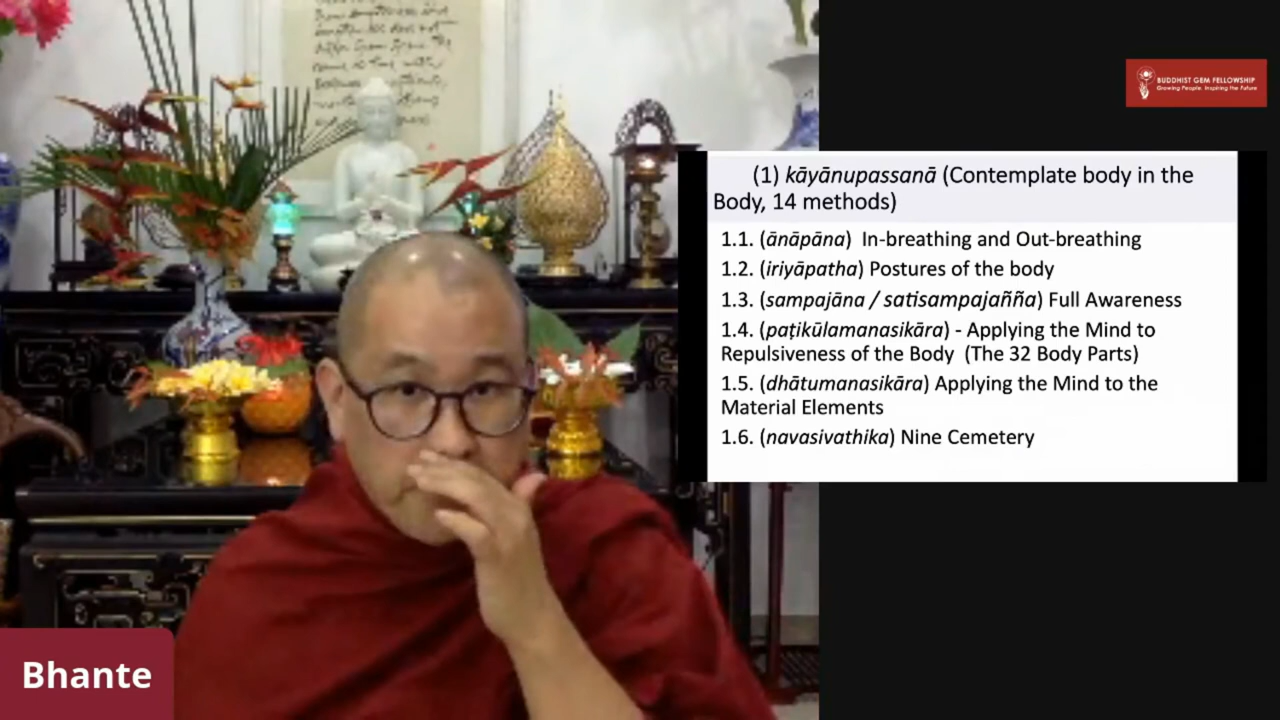 BUDDHIST GEM FELLOWSHIP
Growing People. Inspiring the Future
(1) kāyānupassanā (Contemplate body in the
Body, 14 methods)
1.1. (ānāpāna)  In-breathing and Out-breathing
1.2. (iriyāpatha) Postures of the body
1.3. (sampajāna / satisampajañña) Full Awareness
1.4. (paṭikūlamanasikāra) - Applying the Mind to
Repulsiveness of the Body  (The 32 Body Parts)
1.5. (dhātumanasikāra) Applying the Mind to the
Material Elements
1.6. (navasivathika) Nine Cemetery
Bhante